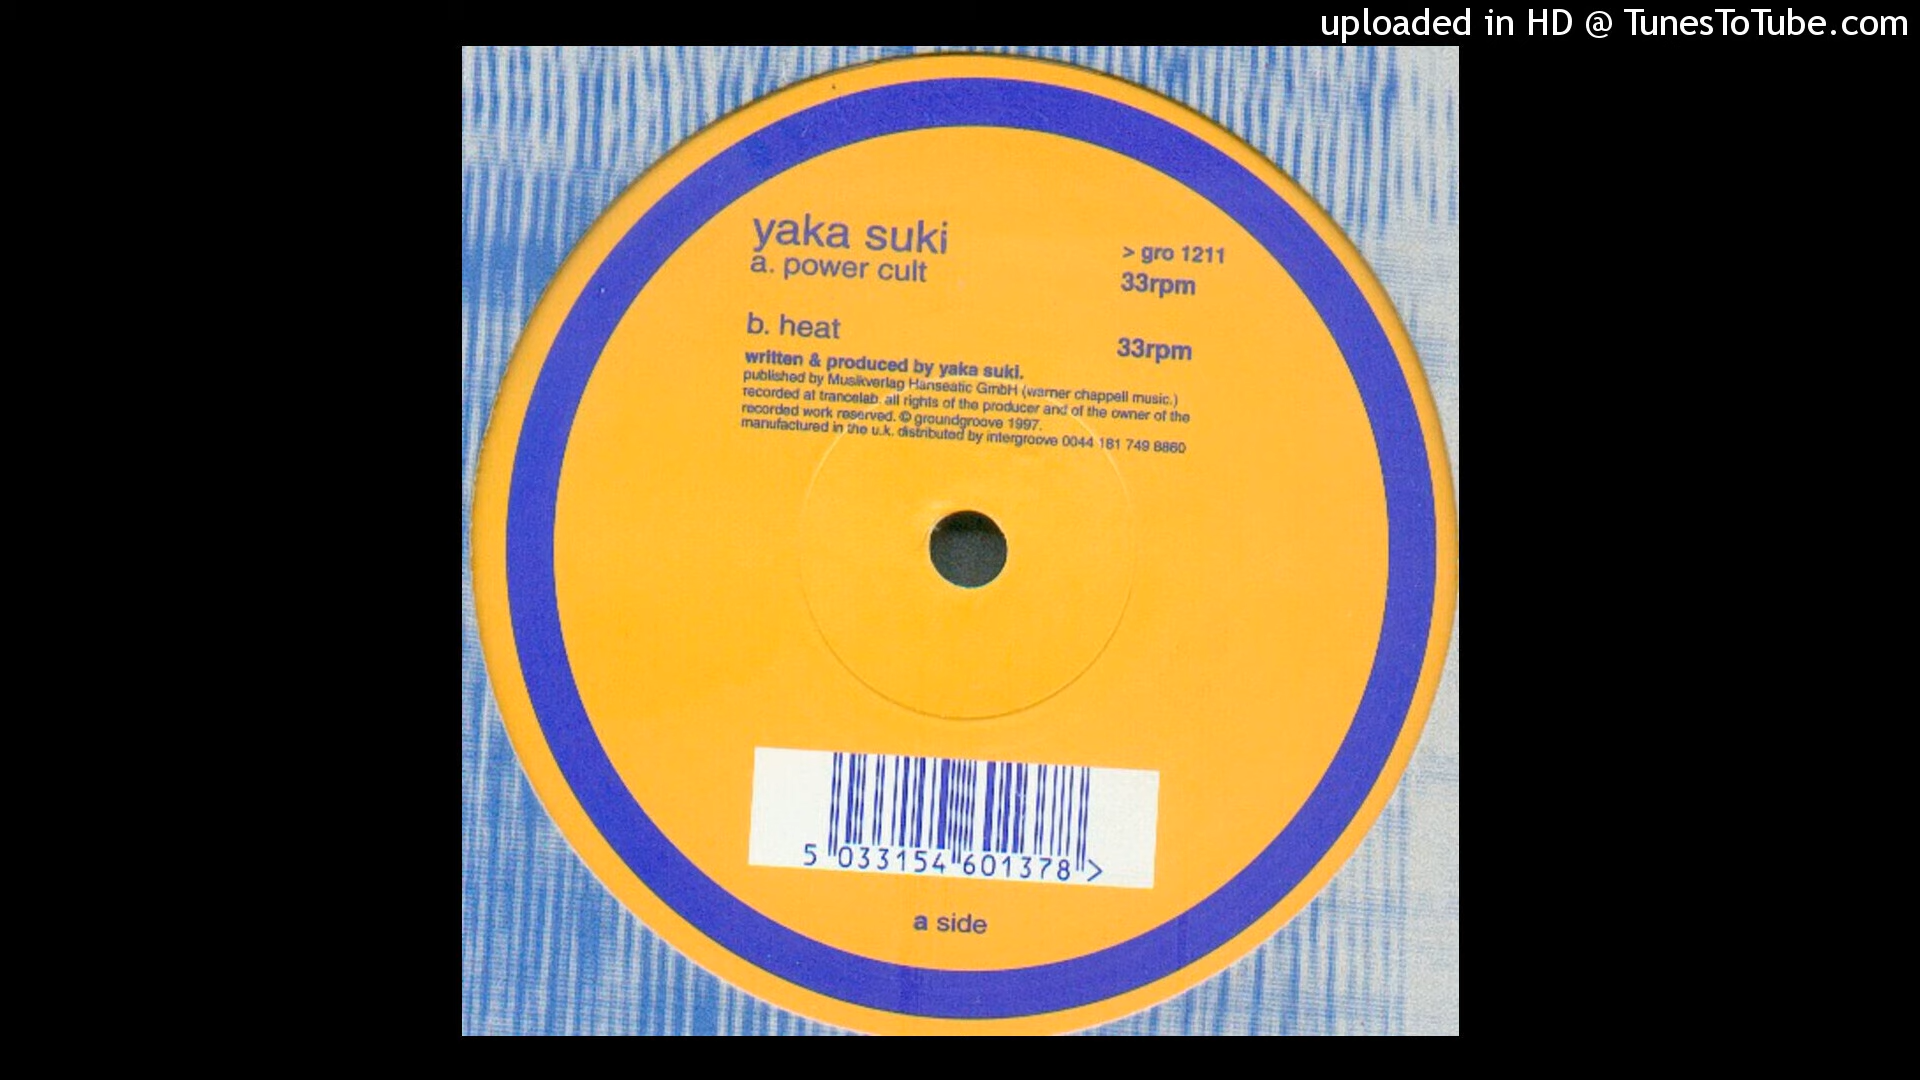 uploaded in HD @ TunesToTube.com
yaka suki
a. power cult
> gro 1211
33rpm
b. heat
33rpm
written & produced by yaka suki.
published by Musikverlag Hanseatic GmbH (warner chappell music.)
recorded at trancelab. all rights of the producer and of the owner of the
recorded work reserved. © groundgroove 1997.
manufactured in the u.k. distributed by intergroove 0044 181 749 8860
5 033154 601378 >
a side